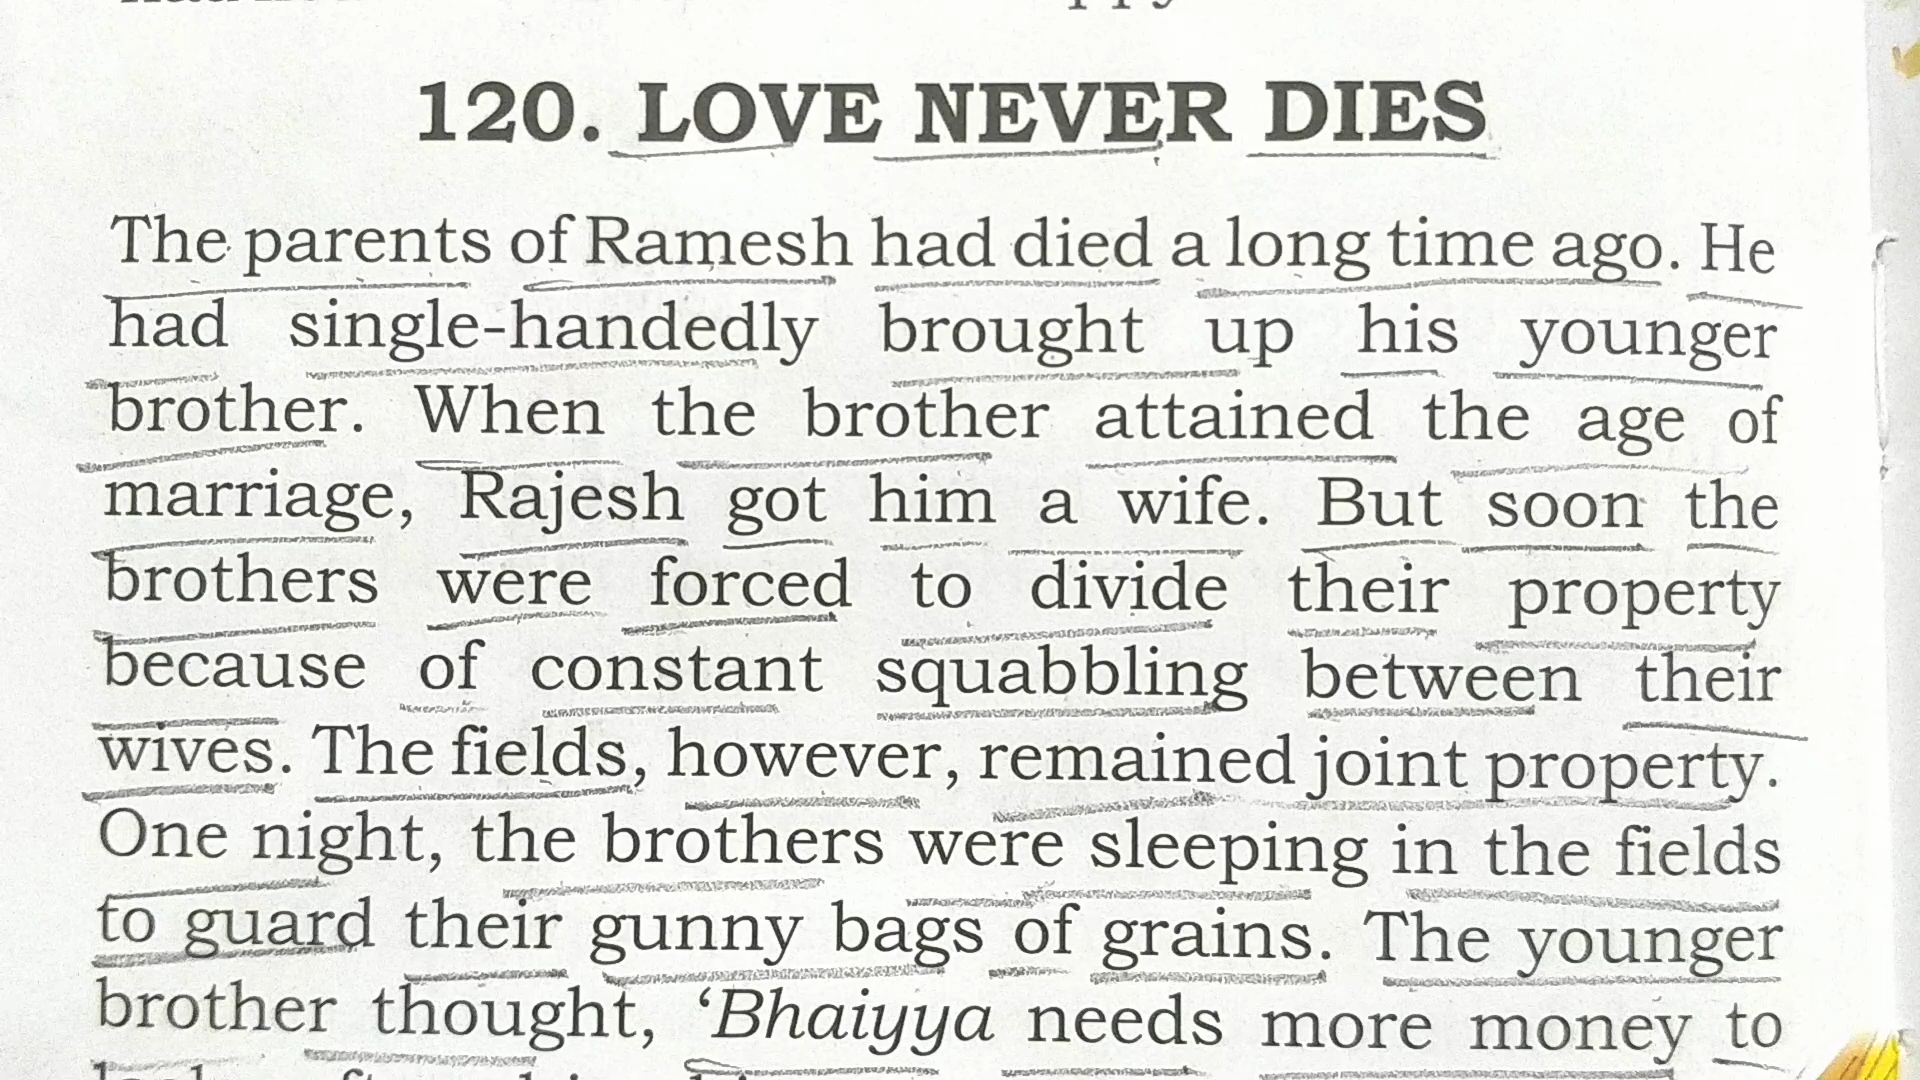 120. LOVE NEVER DIES
The parents of Ramesh had died a long time ago. He
had single-handedly brought up his younger
brother. When the brother attained the age of
marriage, Rajesh got him a wife. But soon the
brothers were forced to divide their property
because of constant squabbling between their
wives. The fields, however, remained joint property.
One night, the brothers were sleeping in the fields
to guard their gunny bags of grains. The younger
brother thought, ‘Bhaiyya needs more money to